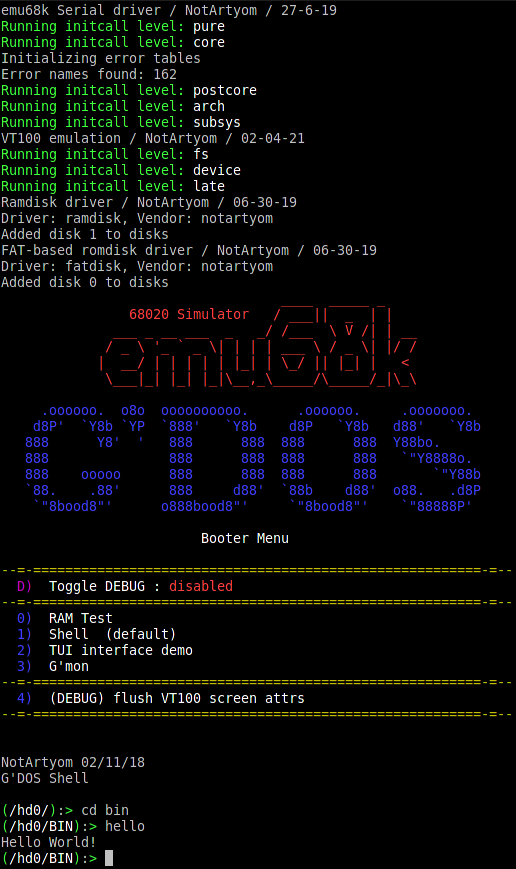 emu68k Serial driver / NotArtyom / 27-6-19
Running initcall level: pure
Running initcall level: core
Initializing error tables
Error names found: 162
Running initcall level: postcore
Running initcall level: arch
Running initcall level: subsys
VT100 emulation / NotArtyom / 02-04-21
Running initcall level: fs
Running initcall level: device
Running initcall level: late
Ramdisk driver / NotArtyom / 06-30-19
Driver: ramdisk, Vendor: notartyom
Added disk 1 to disks
FAT-based romdisk driver / NotArtyom / 06-30-19
Driver: fatdisk, Vendor: notartyom
Added disk 0 to disks
68020 Simulator
emu68k
G'DOS
Booter Menu
D) Toggle DEBUG : disabled
0) RAM Test
1) Shell (default)
2) TUI interface demo
3) G'mon
4) (DEBUG) flush VT100 screen attrs
NotArtyom 02/11/18
G'DOS Shell
(/hd0/):> cd bin
(/hd0/BIN):> hello
Hello World!
(/hd0/BIN):>